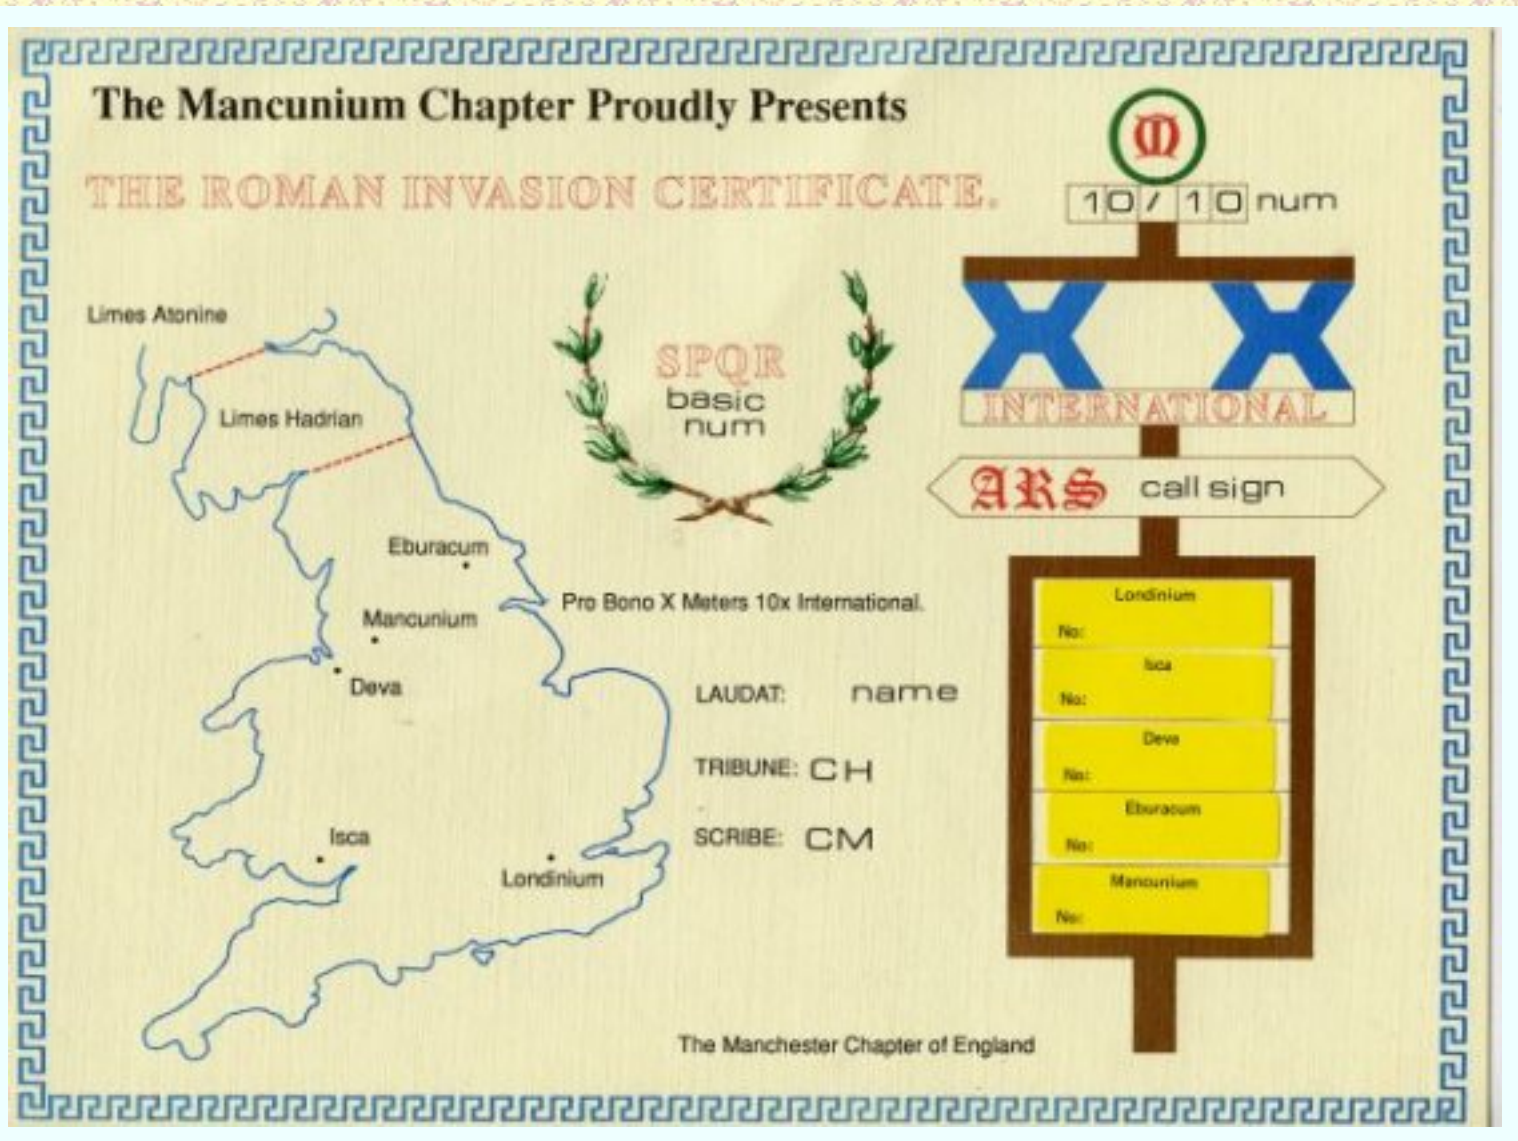 The Mancunium Chapter Proudly Presents
THE ROMAN INVASION CERTIFICATE.
M
10/10 num
Limes Atonine
Limes Hadrian
SPQR
basic
num
XX
INTERNATIONAL
ARS call sign
Eburacum
Mancunium
Deva
Isca
Londinium
Pro Bono X Meters 10x International.
LAUDAT: name
TRIBUNE: CH
SCRIBE: CM
Londinium
No:
Isca
No:
Deva
No:
Eburacum
No:
Mancunium
No:
The Manchester Chapter of England